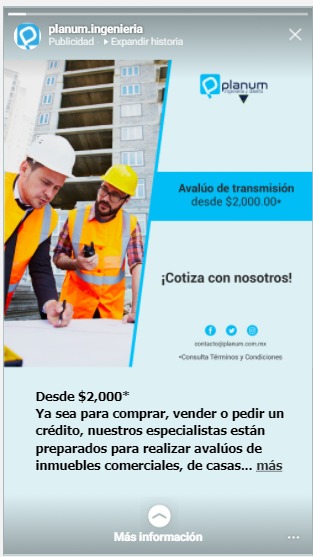 planum.ingenieria
Publicidad ▸ Expandir historia
planum
ingeniería y diseño
Avalúo de transmisión
desde $2,000.00*
¡Cotiza con nosotros!
contacto@planum.com.mx
*Consulta Términos y Condiciones
Desde $2,000*
Ya sea para comprar, vender o pedir un
crédito, nuestros especialistas están
preparados para realizar avalúos de
inmuebles comerciales, de casas... más
Más información